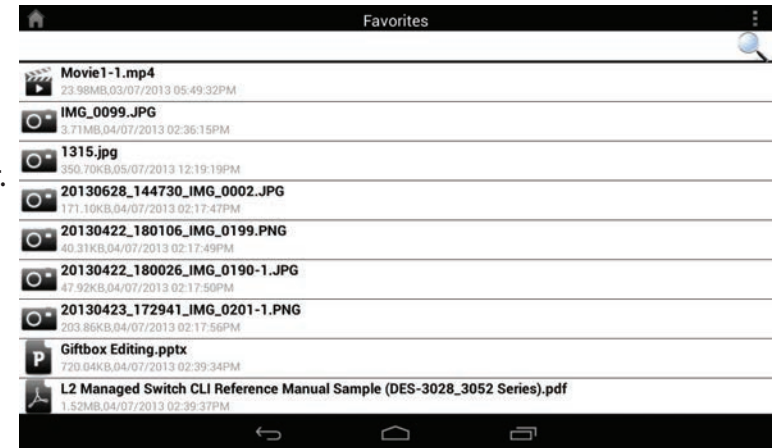 Favorites
Movie1-1.mp4
23.98MB,03/07/2013 05:49:32PM
IMG_0099.JPG
3.71MB,04/07/2013 02:36:15PM
1315.jpg
350.70KB,05/07/2013 12:19:19PM
20130628_144730_IMG_0002.JPG
171.10KB,04/07/2013 02:17:47PM
20130422_180106_IMG_0199.PNG
40.31KB,04/07/2013 02:17:49PM
20130422_180026_IMG_0190-1.JPG
47.92KB,04/07/2013 02:17:50PM
20130423_172941_IMG_0201-1.PNG
203.86KB,04/07/2013 02:17:56PM
P
Giftbox Editing.pptx
720.04KB,04/07/2013 02:39:34PM
L2 Managed Switch CLI Reference Manual Sample (DES-3028_3052 Series).pdf
1.52MB,04/07/2013 02:39:37PM